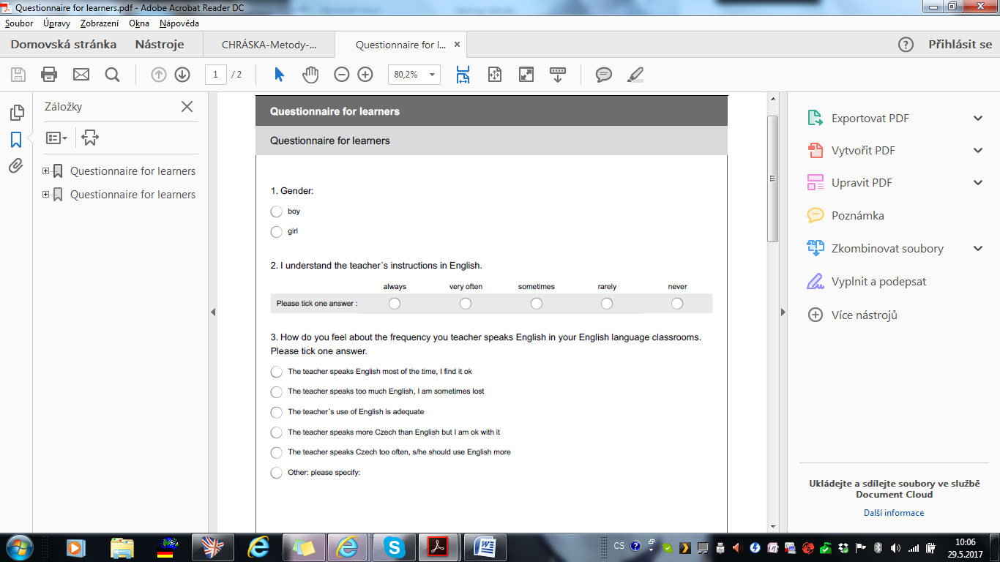 Questionnaire for learners.pdf - Adobe Acrobat Reader DC
Soubor Úpravy Zobrazení Okna Nápověda
Domovská stránka Nástroje CHRÁSKA-Metody-... Questionnaire for l... ×
1 / 2 80,2% Přihlásit se
Záložky
Questionnaire for learners
Questionnaire for learners
Questionnaire for learners
Questionnaire for learners
1. Gender:
boy
girl
2. I understand the teacher´s instructions in English.
always very often sometimes rarely never
Please tick one answer :
3. How do you feel about the frequency you teacher speaks English in your English language classrooms.
Please tick one answer.
The teacher speaks English most of the time, I find it ok
The teacher speaks too much English, I am sometimes lost
The teacher´s use of English is adequate
The teacher speaks more Czech than English but I am ok with it
The teacher speaks Czech too often, s/he should use English more
Other: please specify:
Exportovat PDF
Vytvořit PDF
Upravit PDF
Poznámka
Zkombinovat soubory
Vyplnit a podepsat
Více nástrojů
Ukládejte a sdílejte soubory ve službě
Document Cloud
Další informace
CS
10:06
29.5.2017